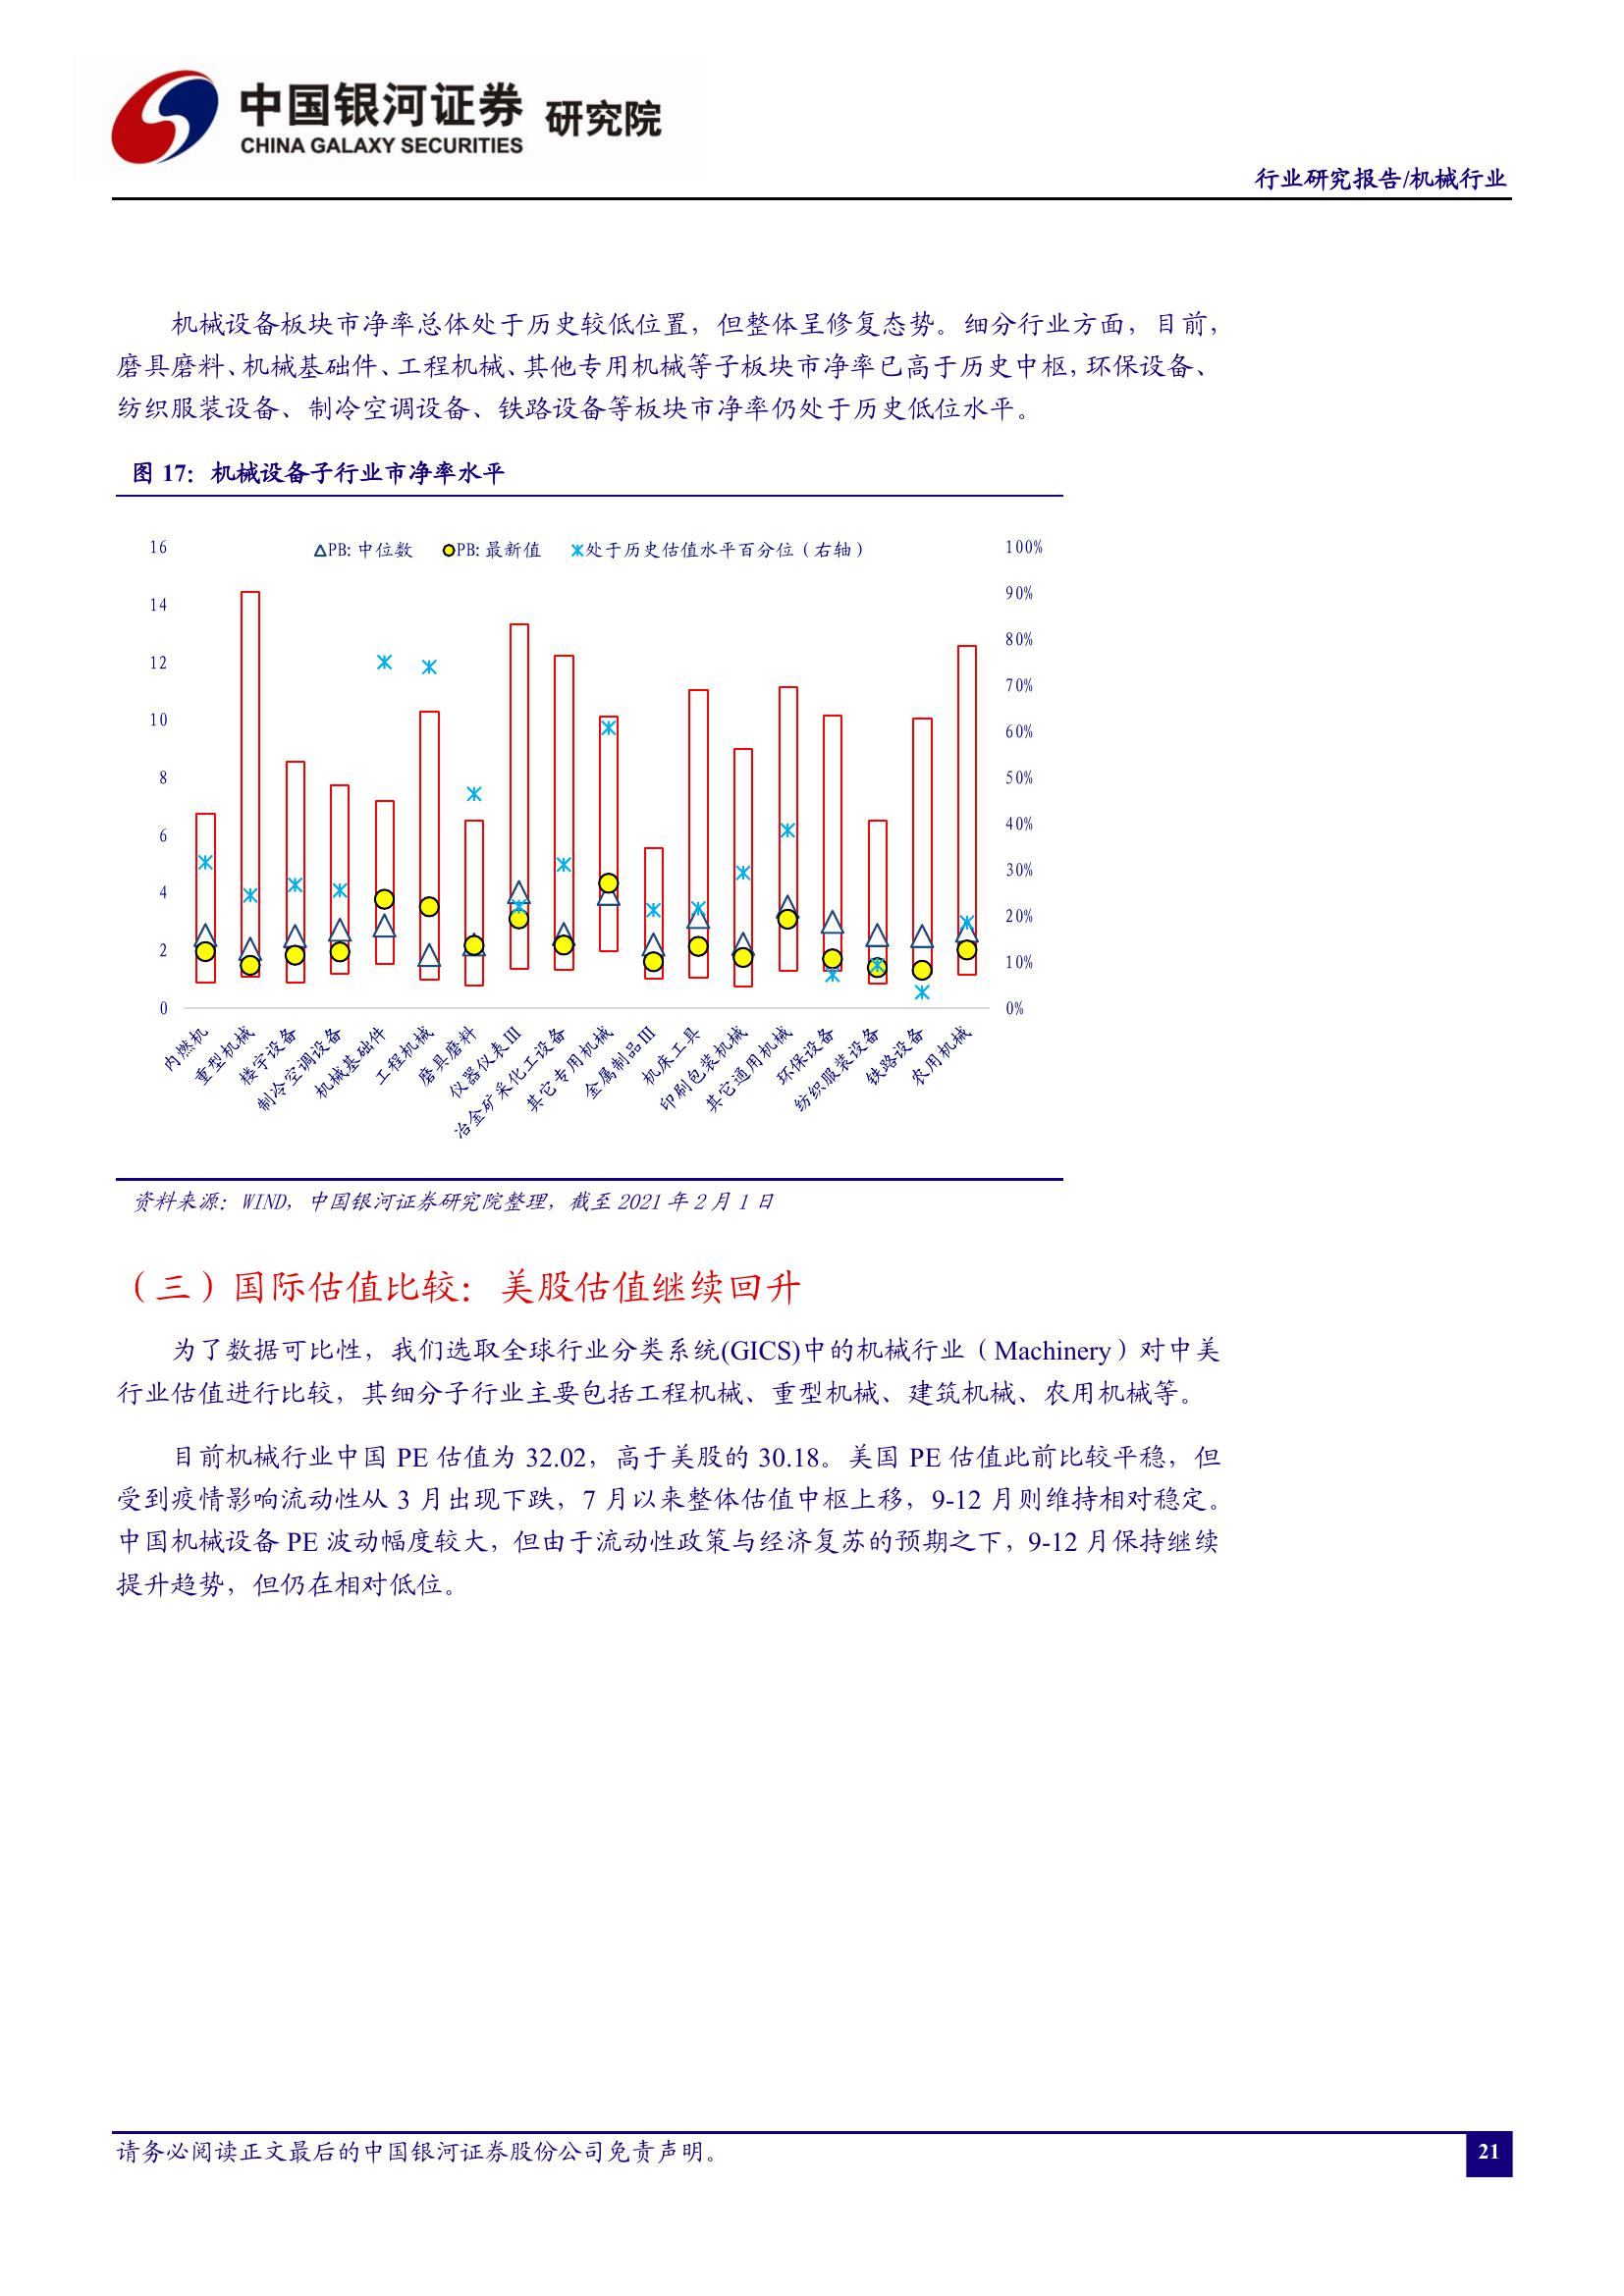 中国银河证券 研究院
CHINA GALAXY SECURITIES
行业研究报告/机械行业
机械设备板块市净率总体处于历史较低位置，但整体呈修复态势。细分行业方面，目前，
磨具磨料、机械基础件、工程机械、其他专用机械等子板块市净率已高于历史中枢，环保设备、
纺织服装设备、制冷空调设备、铁路设备等板块市净率仍处于历史低位水平。
图 17：机械设备子行业市净率水平
△PB:中位数 PB:最新值 处于历史估值水平百分位（右轴）
16 100%
90%
14
80%
12
70%
10
60%
8 50%
40%
6
30%
4
20%
2
10%
0 0%
内燃机
重型机械
楼宇设备
制冷空调设备
机械基础件
工程机械
磨具磨料
仪器仪表Ⅲ
冶金矿采化工设备
其它专用机械
金属制品Ⅲ
机床工具
印刷包装机械
其它通用机械
环保设备
纺织服装设备
铁路设备
农用机械
资料来源：WIND，中国银河证券研究院整理，截至 2021 年 2 月 1 日
（三）国际估值比较：美股估值继续回升
为了数据可比性，我们选取全球行业分类系统(GICS)中的机械行业（Machinery）对中美
行业估值进行比较，其细分子行业主要包括工程机械、重型机械、建筑机械、农用机械等。
目前机械行业中国 PE 估值为 32.02，高于美股的 30.18。美国 PE 估值此前比较平稳，但
受到疫情影响流动性从 3 月出现下跌，7 月以来整体估值中枢上移，9-12 月则维持相对稳定。
中国机械设备 PE 波动幅度较大，但由于流动性政策与经济复苏的预期之下，9-12 月保持继续
提升趋势，但仍在相对低位。
请务必阅读正文最后的中国银河证券股份公司免责声明。
21